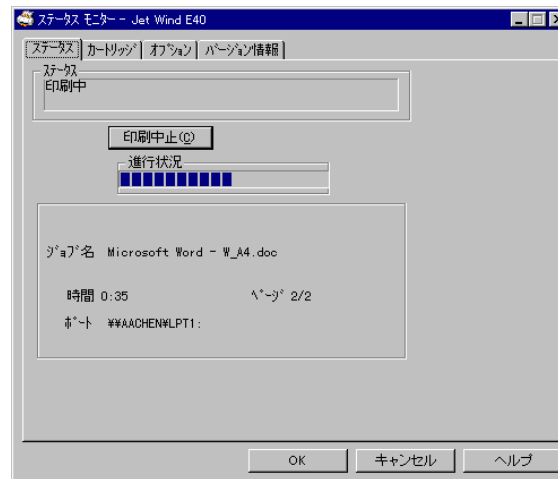 ステータス モニター - Jet Wind E40
ステータス カートリッジ オプション バージョン情報
ステータス
印刷中
印刷中止(C)
進行状況
ジョブ名 Microsoft Word - W_A4.doc
時間 0:35 ページ 2/2
ポート ¥¥AACHEN¥LPT1:
OK キャンセル ヘルプ